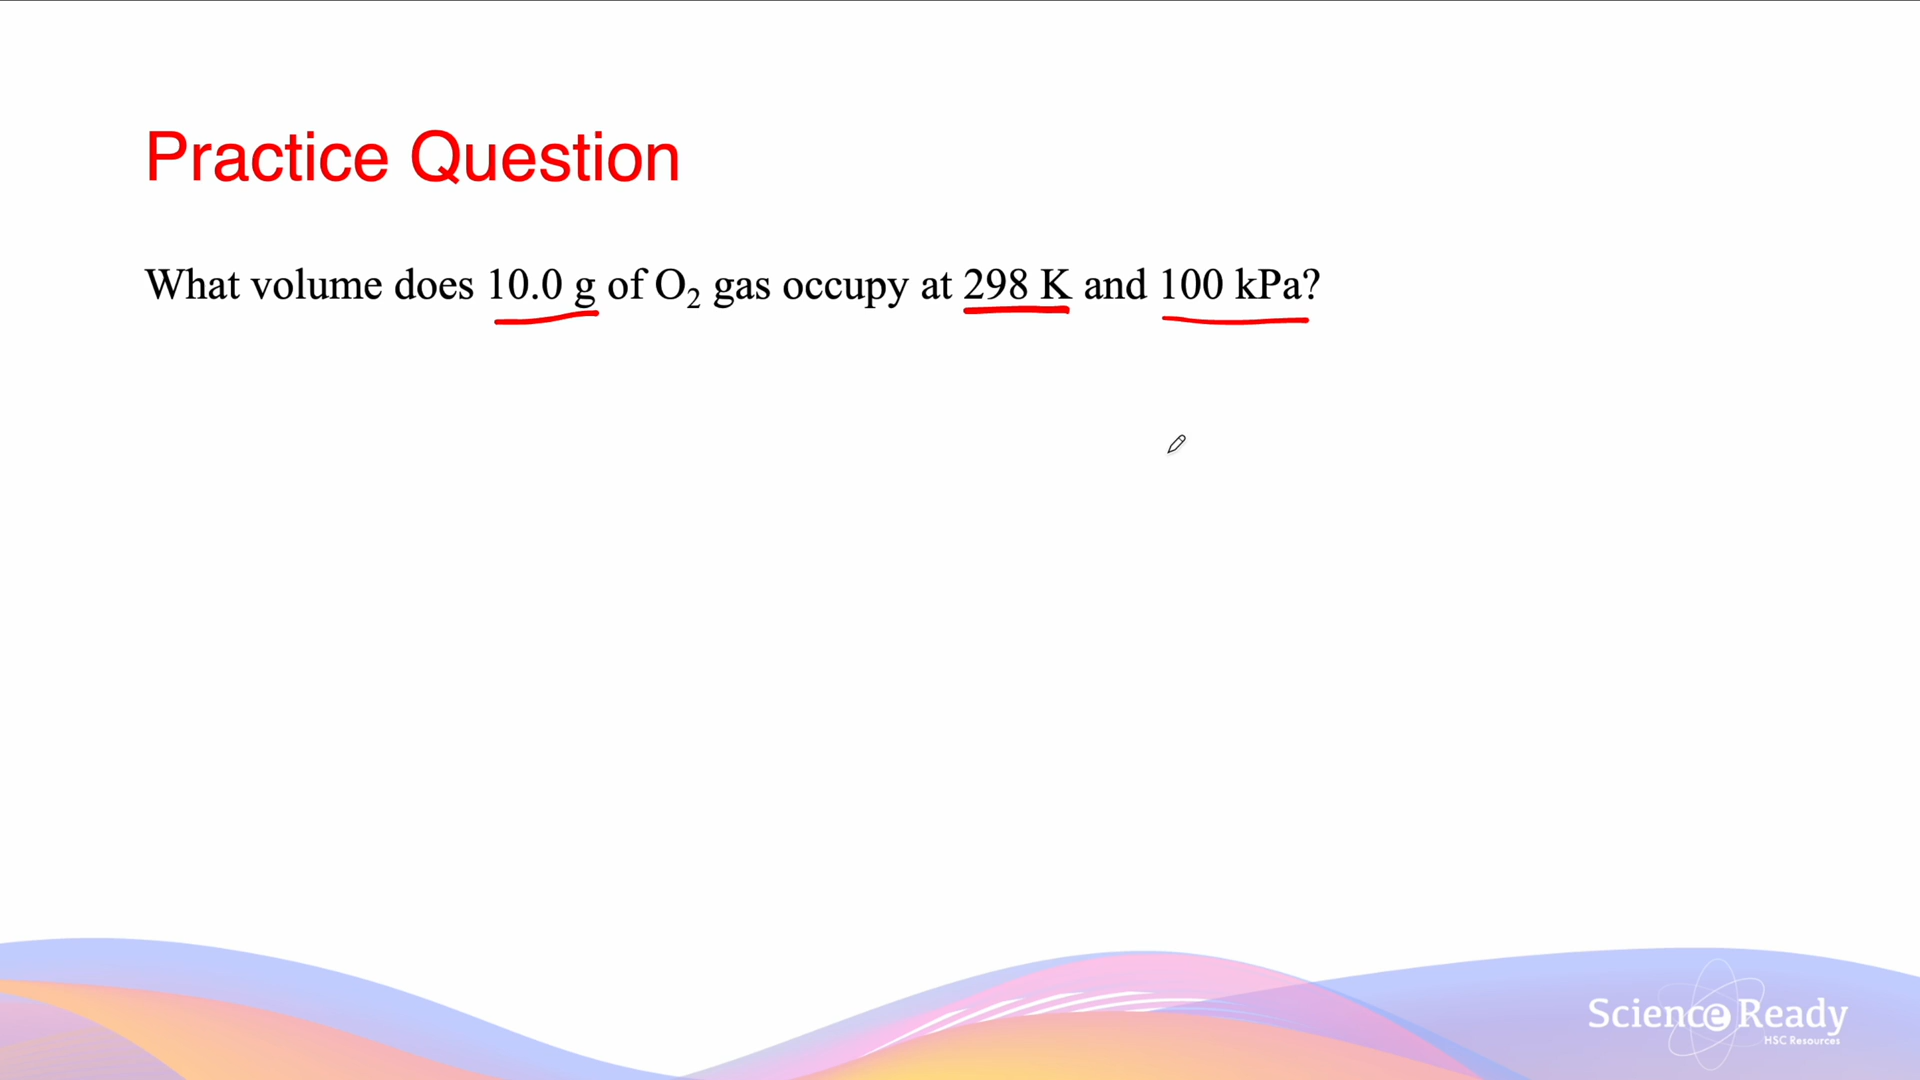 Practice Question
What volume does 10.0 g of O₂ gas occupy at 298 K and 100 kPa?
Science Ready
HSC Resources